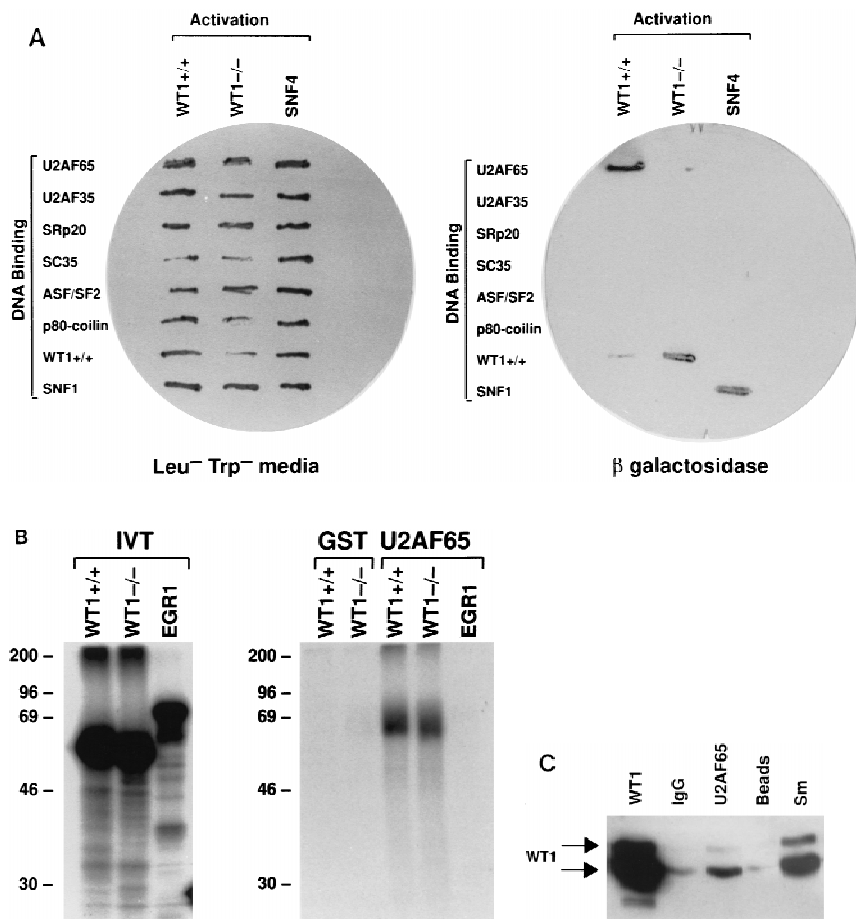 A
Activation
WT1+/+
WT1–/–
SNF4
DNA Binding
U2AF65
U2AF35
SRp20
SC35
ASF/SF2
p80-coilin
WT1+/+
SNF1
Leu– Trp– media
Activation
WT1+/+
WT1–/–
SNF4
DNA Binding
U2AF65
U2AF35
SRp20
SC35
ASF/SF2
p80-coilin
WT1+/+
SNF1
β galactosidase
B
IVT
WT1+/+
WT1–/–
EGR1
200 –
96 –
69 –
46 –
30 –
GST U2AF65
WT1+/+
WT1–/–
WT1+/+
WT1–/–
EGR1
200 –
96 –
69 –
46 –
30 –
C
WT1
IgG
U2AF65
Beads
Sm
WT1